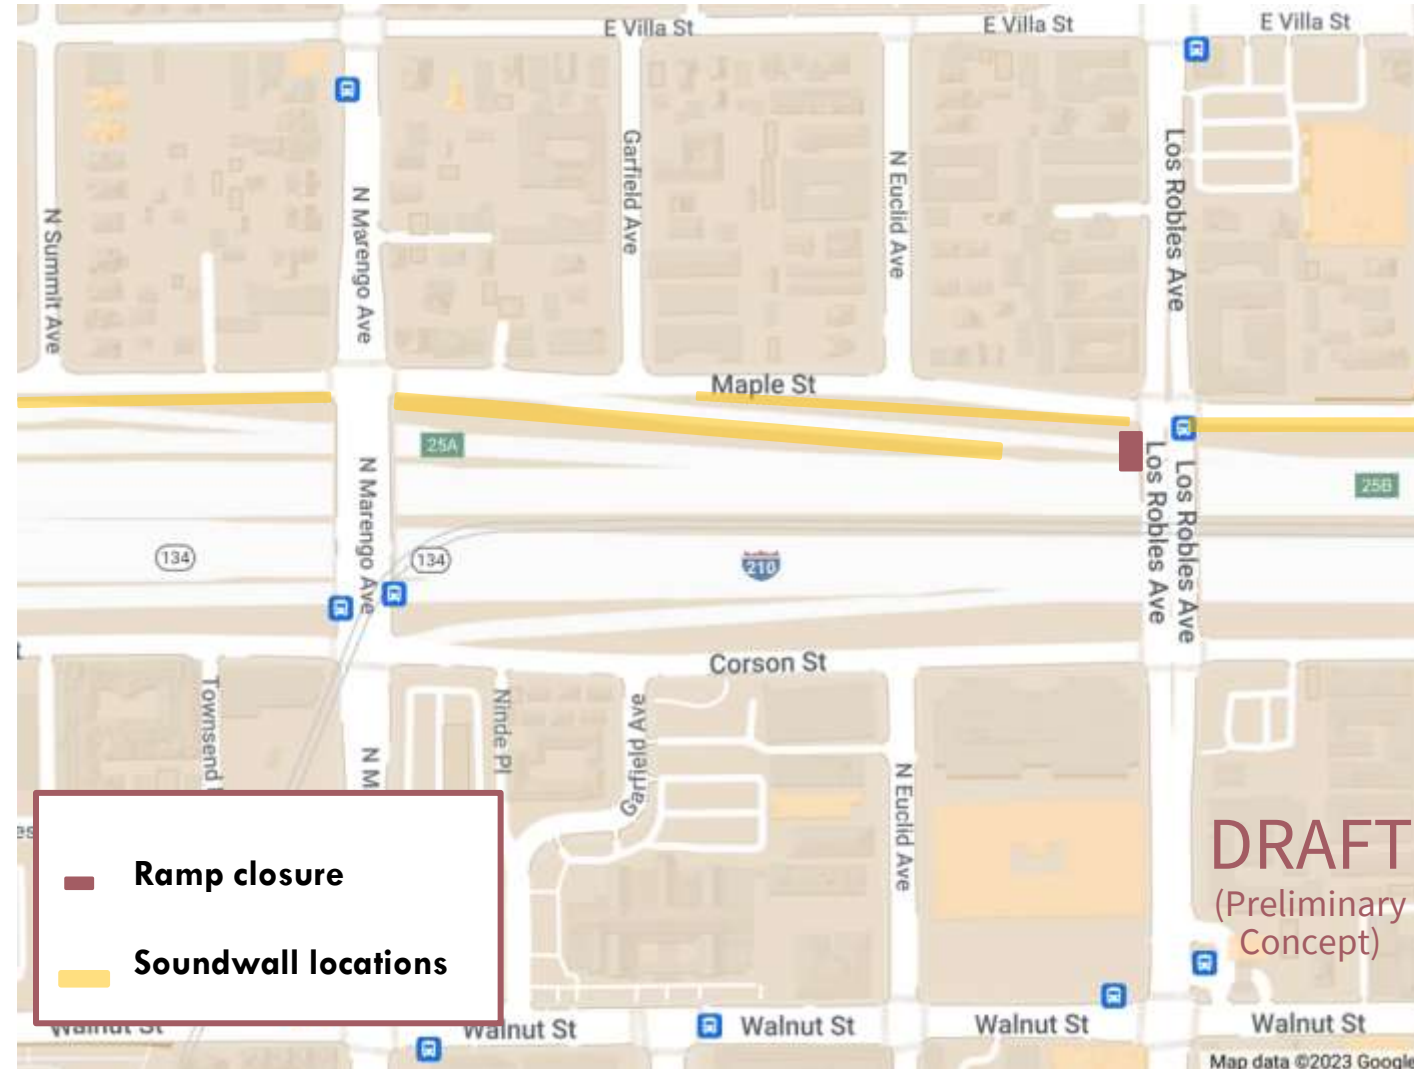 E Villa St
E Villa St
E Villa St
N Summit Ave
N Marengo Ave
Garfield Ave
N Euclid Ave
Los Robles Ave
Maple St
25A
N Marengo Ave
Los Robles Ave
Los Robles Ave
25B
134
134
210
Corson St
Townsend
N M
Ninde Pl
Garfield Ave
N Euclid Ave
Ramp closure
Soundwall locations
DRAFT
(Preliminary
Concept)
Walnut St
Walnut St
Walnut St
Walnut St
Walnut St
Map data ©2023 Google